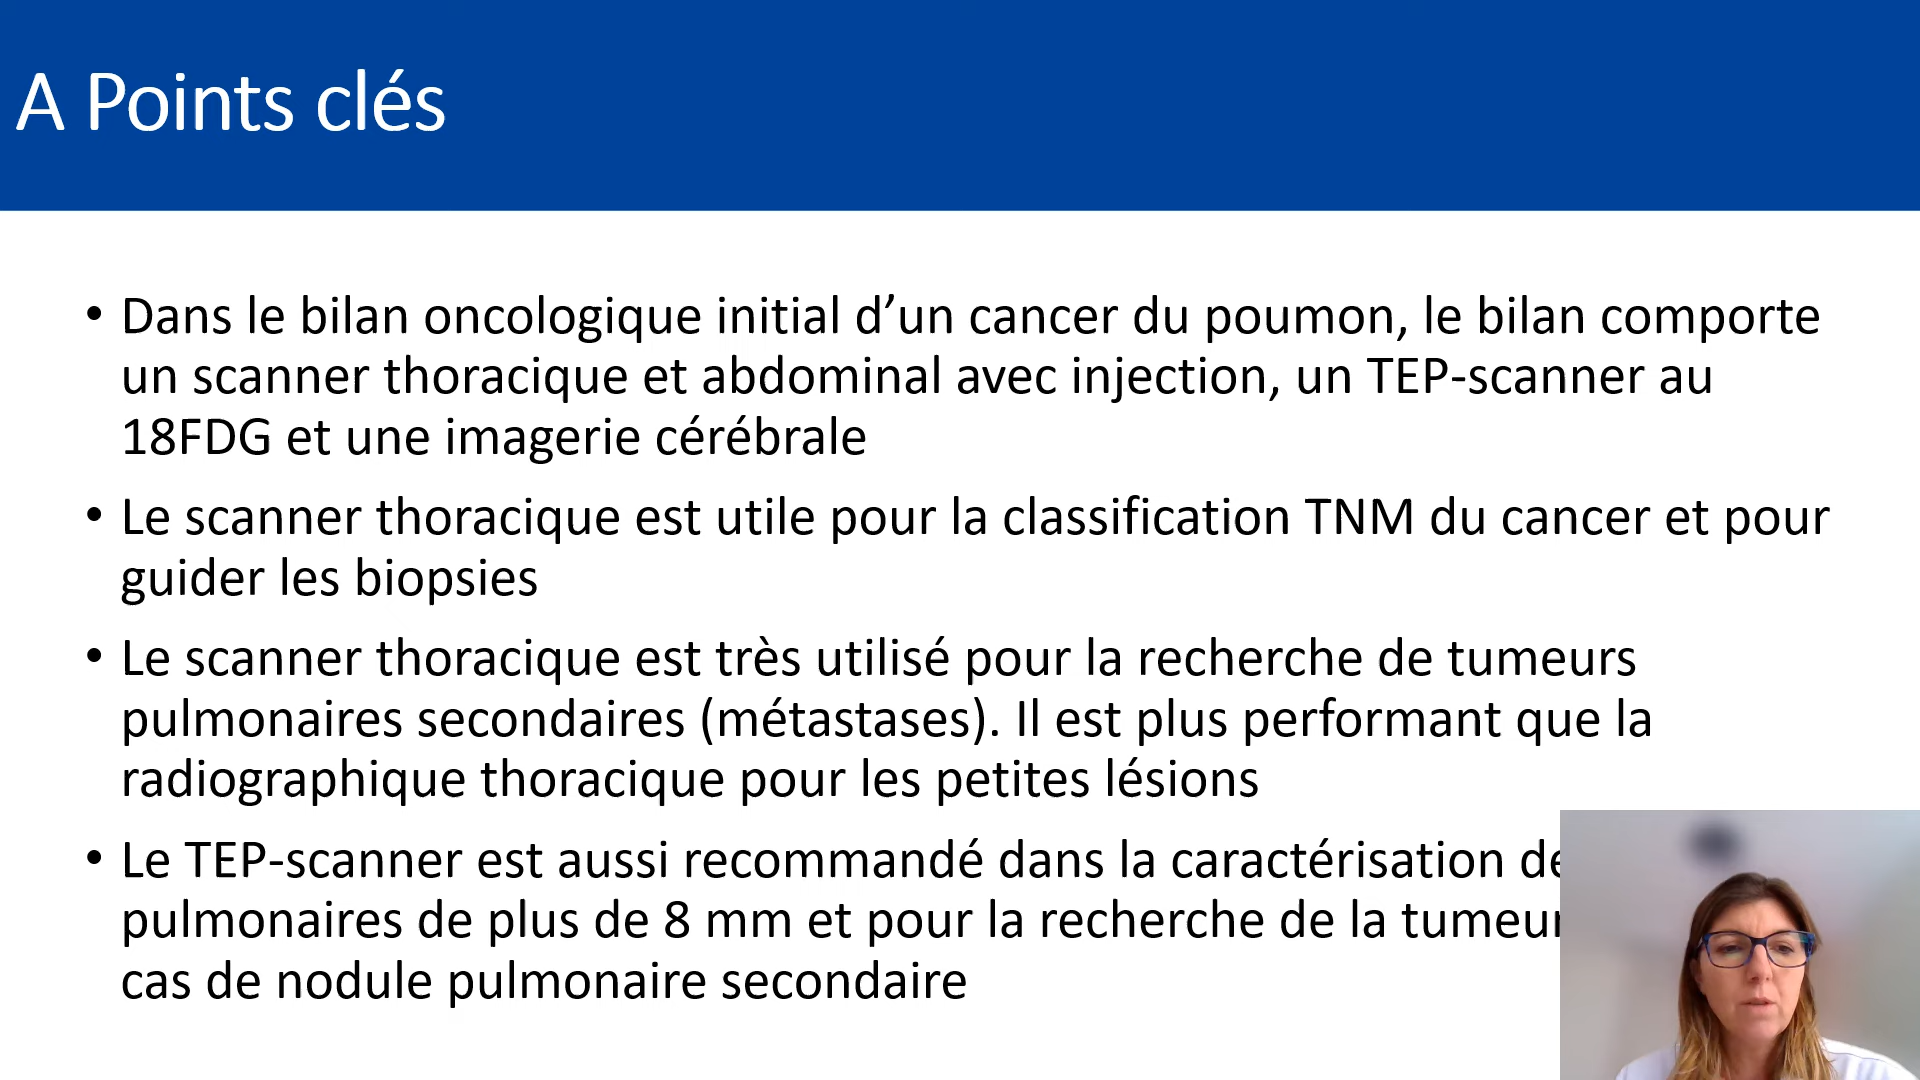 A Points clés
• Dans le bilan oncologique initial d’un cancer du poumon, le bilan comporte
un scanner thoracique et abdominal avec injection, un TEP-scanner au
18FDG et une imagerie cérébrale
• Le scanner thoracique est utile pour la classification TNM du cancer et pour
guider les biopsies
• Le scanner thoracique est très utilisé pour la recherche de tumeurs
pulmonaires secondaires (métastases). Il est plus performant que la
radiographique thoracique pour les petites lésions
• Le TEP-scanner est aussi recommandé dans la caractérisation
pulmonaires de plus de 8 mm et pour la recherche de la
cas de nodule pulmonaire secondaire